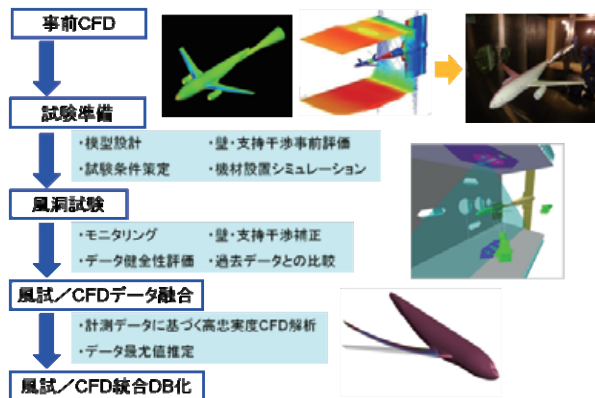 事前CFD
試験準備
・模型設計 ・壁・支持干渉事前評価
・試験条件策定 ・機材設置シミュレーション
風洞試験
・モニタリング ・壁・支持干渉補正
・データ健全性評価 ・過去データとの比較
風試／CFDデータ融合
・計測データに基づく高忠実度CFD解析
・データ最尤値推定
風試／CFD統合DB化